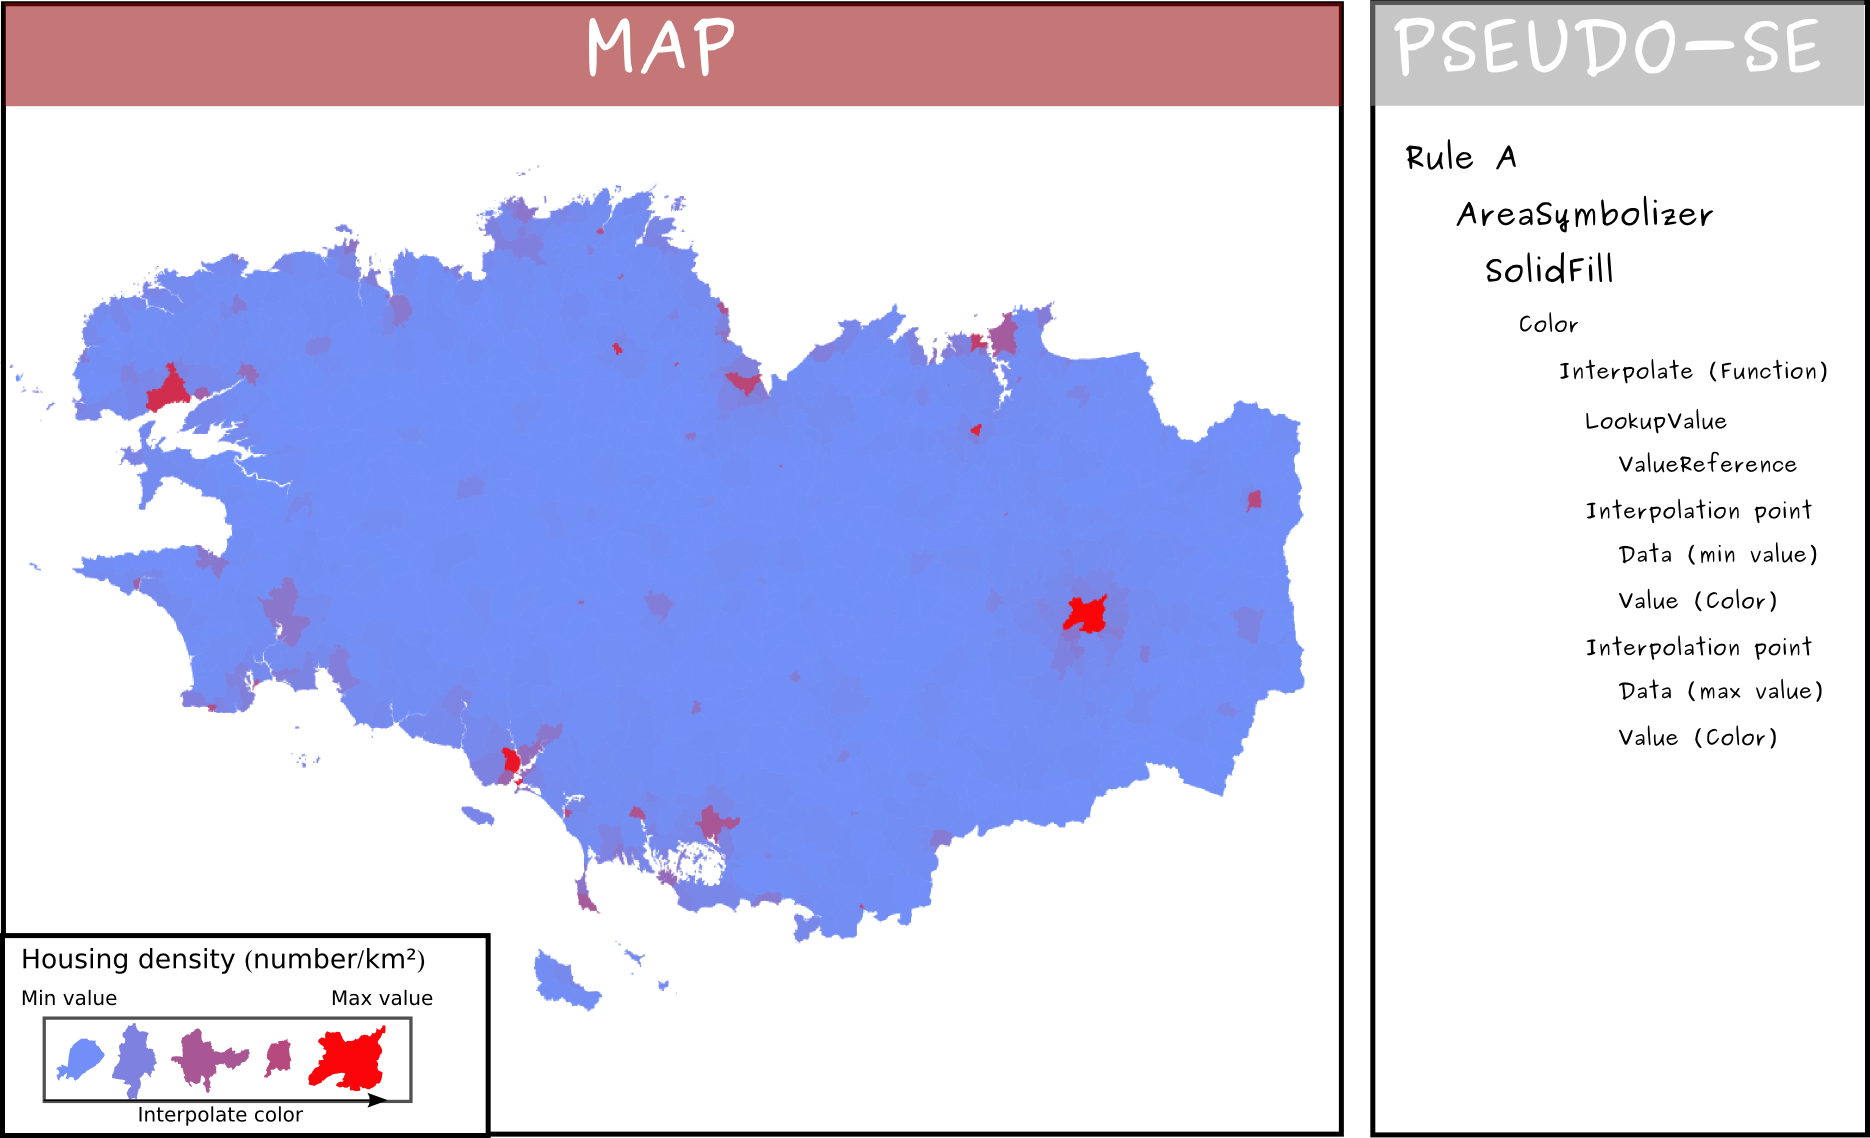 MAP
Housing density (number/km²)
Min value Max value
Interpolate color
PSEUDO-SE
Rule A
AreaSymbolizer
SolidFill
Color
Interpolate (Function)
LookupValue
ValueReference
Interpolation point
Data (min value)
Value (Color)
Interpolation point
Data (max value)
Value (Color)